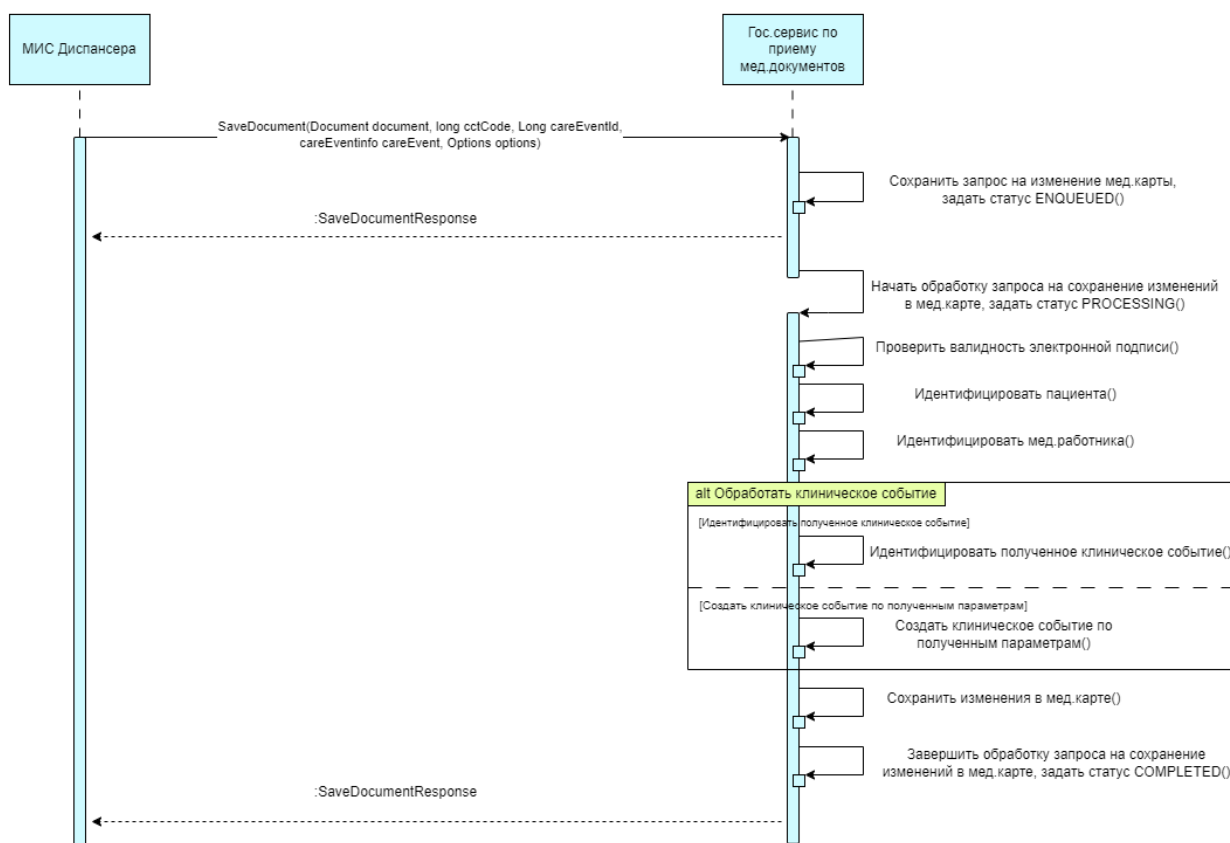 МИС Диспансера
Гос.сервис по
приему
мед.документов
SaveDocument(Document document, long cctCode, Long careEventId,
careEventinfo careEvent, Options options)
Сохранить запрос на изменение мед.карты,
задать статус ENQUEUED()
:SaveDocumentResponse
Начать обработку запроса на сохранение изменений
в мед.карте, задать статус PROCESSING()
Проверить валидность электронной подписи()
Идентифицировать пациента()
Идентифицировать мед.работника()
alt Обработать клиническое событие
[Идентифицировать полученное клиническое событие]
Идентифицировать полученное клиническое событие()
[Создать клиническое событие по полученным параметрам]
Создать клиническое событие по
полученным параметрам()
Сохранить изменения в мед.карте()
Завершить обработку запроса на сохранение
изменений в мед.карте, задать статус COMPLETED()
:SaveDocumentResponse